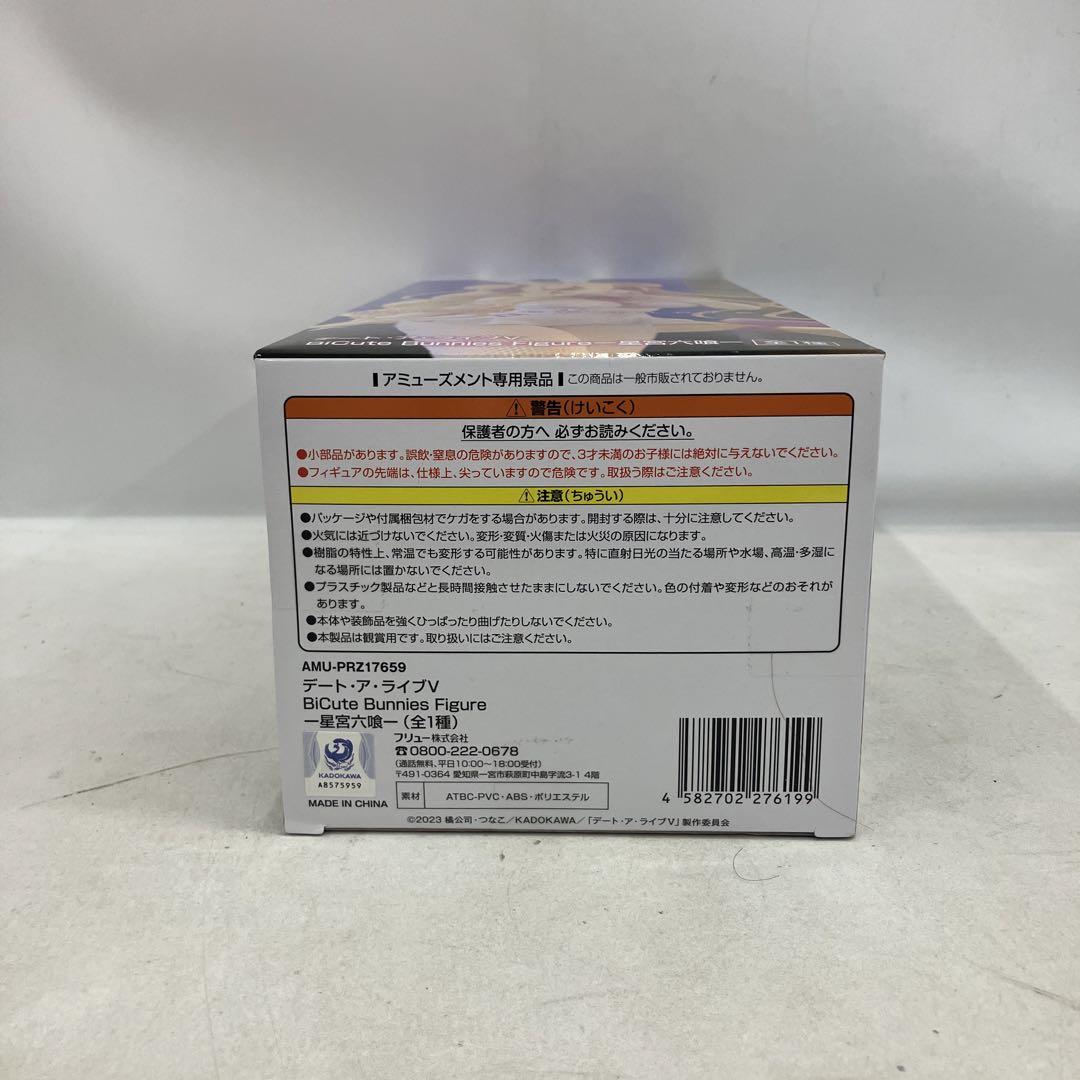 BiCute Bunnies Figure ー星宮六喰ー [全1種]
アミューズメント専用景品 この商品は一般市販されておりません。
警告(けいこく)
保護者の方へ 必ずお読みください。
●小部品があります。誤飲・窒息の危険がありますので、3才未満のお子様には絶対に与えないでください。
●フィギュアの先端は、仕様上、尖っていますので危険です。取扱う際はご注意ください。
注意(ちゅうい)
●パッケージや付属梱包材でケガをする場合があります。開封する際は、十分に注意してください。
●火気には近づけないでください。変形・変質・火傷または火災の原因になります。
●樹脂の特性上、常温でも変形する可能性があります。特に直射日光の当たる場所や水場、高温・多湿に
なる場所には置かないでください。
●プラスチック製品などと長時間接触させたままにしないでください。色の付着や変形などのおそれが
あります。
●本体や装飾品を強くひっぱったり曲げたりしないでください。
●本製品は観賞用です。取り扱いにはご注意ください。
AMU-PRZ17659
デート・ア・ライブV
BiCute Bunnies Figure
ー星宮六喰ー(全1種)
フリュー株式会社
☎0800-222-0678
(通話無料、平日10:00~18:00受付)
〒491-0364 愛知県一宮市萩原町中島字流3-1 4階
KADOKAWA
A8575959
MADE IN CHINA
素材 ATBC-PVC・ABS・ポリエステル
4 582702 276199
©2023 橘公司・つなこ/KADOKAWA/「デート・ア・ライブV」製作委員会